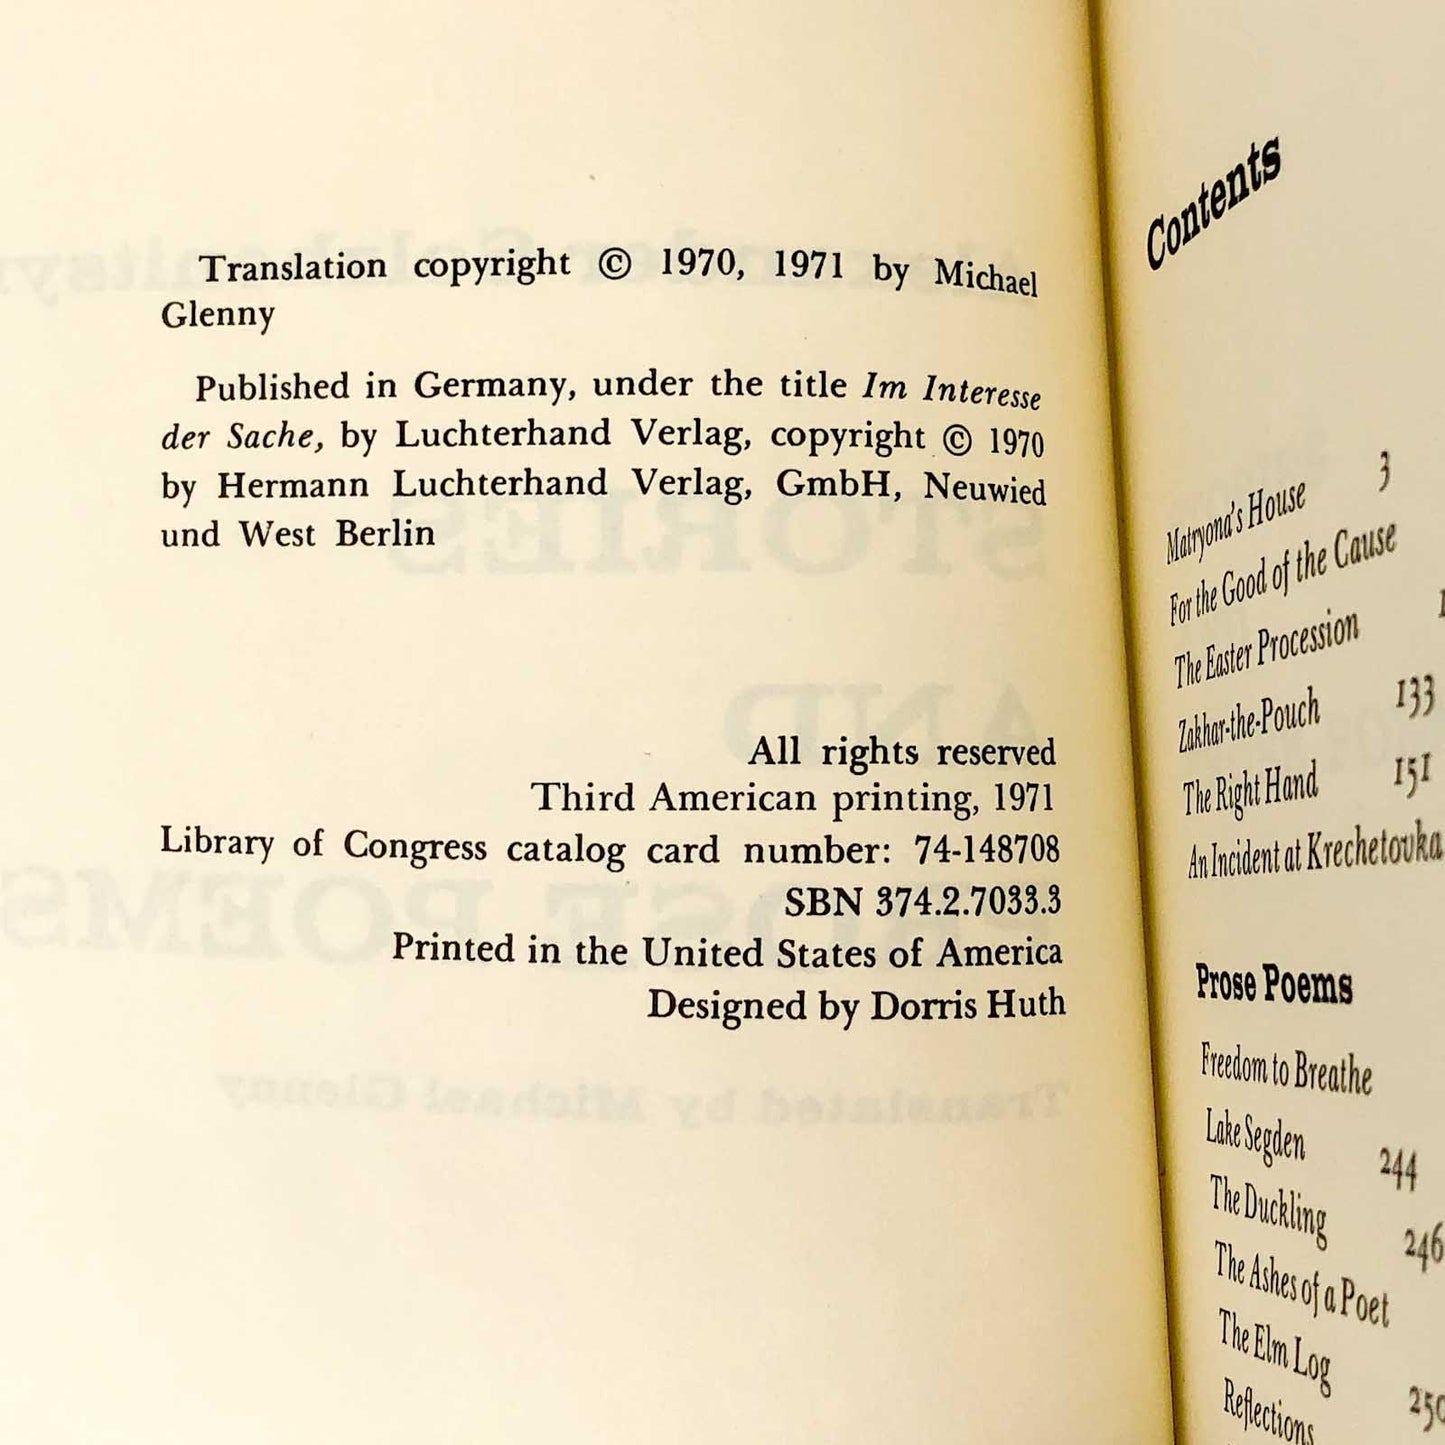 Translation copyright © 1970, 1971 by Michael
Glenny
Published in Germany, under the title Im Interesse
der Sache, by Luchterhand Verlag, copyright © 1970
by Hermann Luchterhand Verlag, GmbH, Neuwied
und West Berlin
All rights reserved
Third American printing, 1971
Library of Congress catalog card number: 74-148708
SBN 374.2.7033.3
Printed in the United States of America
Designed by Dorris Huth
Contents
Matryona's House 3
For the Good of the Cause
The Easter Procession
Zakhar-the-Pouch 133
The Right Hand 151
An Incident at Krechetovka
Prose Poems
Freedom to Breathe
Lake Segden 244
The Duckling 246
The Ashes of a Poet
The Elm Log
Reflections 250